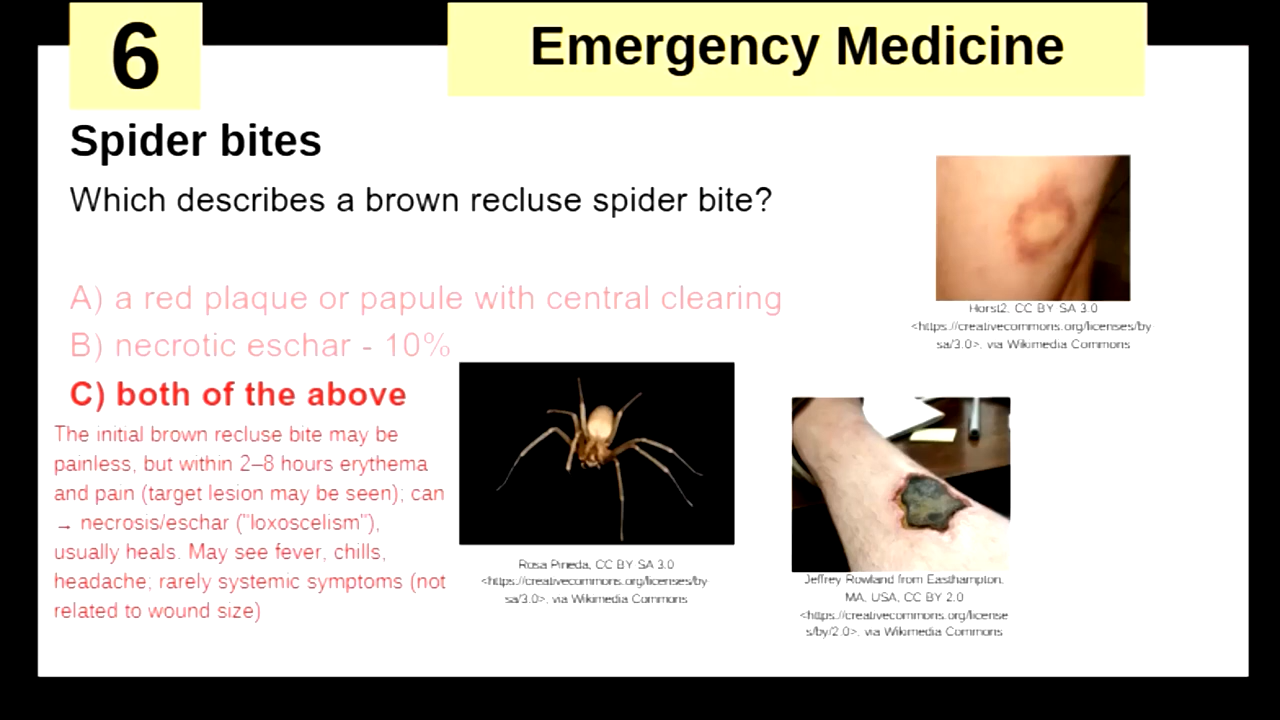 6
Emergency Medicine
Spider bites
Which describes a brown recluse spider bite?
A) a red plaque or papule with central clearing
B) necrotic eschar - 10%
C) both of the above
The initial brown recluse bite may be
painless, but within 2–8 hours erythema
and pain (target lesion may be seen); can
→ necrosis/eschar ("loxoscelism"),
usually heals. May see fever, chills,
headache; rarely systemic symptoms (not
related to wound size)
Horst2, CC BY SA 3.0
<https://creativecommons.org/licenses/by
sa/3.0>, via Wikimedia Commons
Rosa Pineda, CC BY SA 3.0
<https://creativecommons.org/licenses/by
sa/3.0>, via Wikimedia Commons
Jeffrey Rowland from Easthampton,
MA, USA, CC BY 2.0
<https://creativecommons.org/license
s/by/2.0>, via Wikimedia Commons